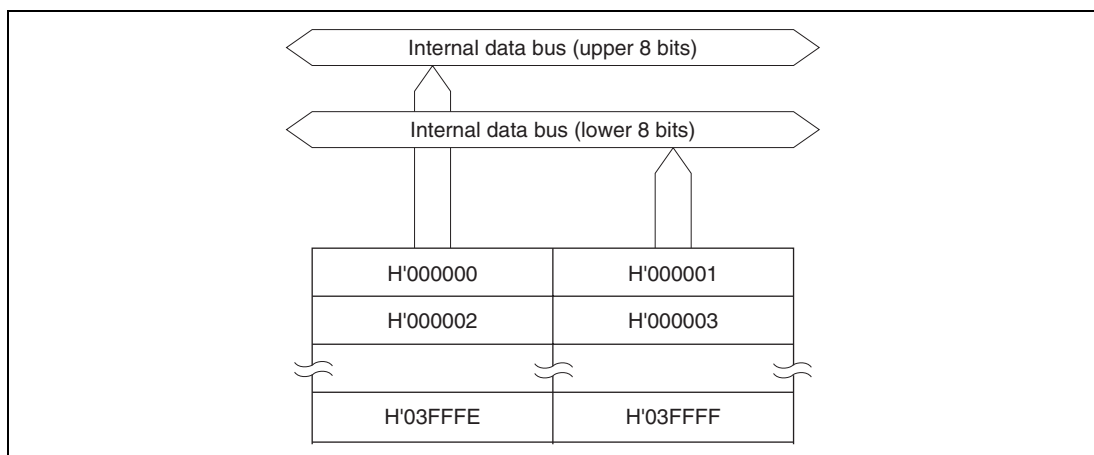 Internal data bus (upper 8 bits)
Internal data bus (lower 8 bits)
H'000000 H'000001
H'000002 H'000003
H'03FFFE H'03FFFF